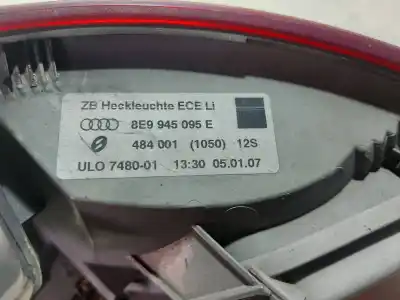 ZB Heckleuchte ECE Li
8E9 945 095 E
484 001 (1050) 12S
ULO 7480-01 13:30 05.01.07